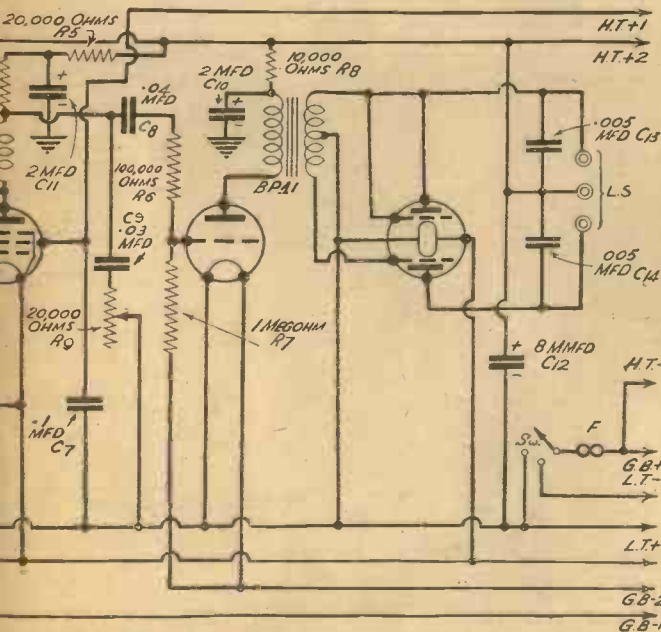 20,000 OHMS
R5
H.T.+1
H.T.+2
+
-
2 MFD
C11
.04
MFD
C8
2 MFD
C10
+
-
10,000
OHMS R8
BPA1
100,000
OHMS
R6
C9
.03
MFD
20,000
OHMS
R9
.1
MFD
C7
1 MEGOHM
R7
.005
MFD C13
L.S
.005
MFD C14
+
-
8 MMFD
C12
H.T.-
Sw.
F
G.B+
L.T-
L.T+
G.B-2
G.B-1